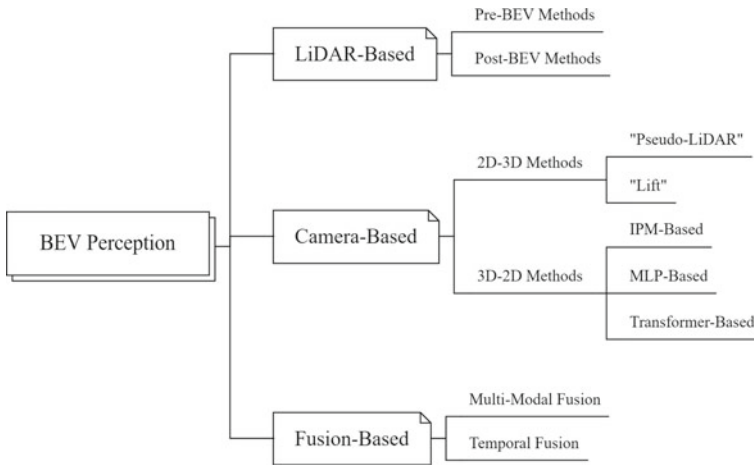 Pre-BEV Methods
LiDAR-Based
Post-BEV Methods
"Pseudo-LiDAR"
2D-3D Methods
"Lift"
BEV Perception
Camera-Based
IPM-Based
3D-2D Methods
MLP-Based
Transformer-Based
Multi-Modal Fusion
Fusion-Based
Temporal Fusion